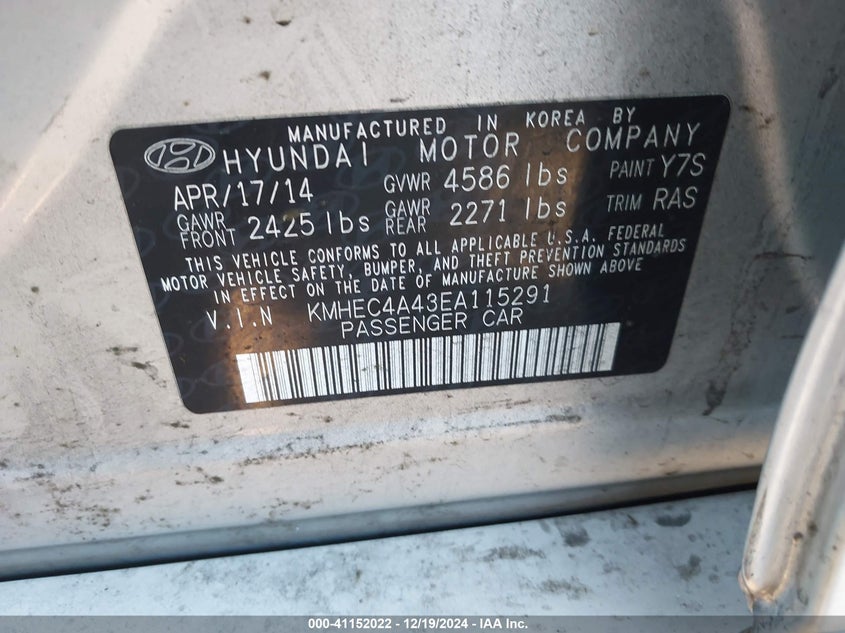 MANUFACTURED IN KOREA BY
HYUNDAI MOTOR COMPANY
APR/17/14 GVWR 4586 lbs PAINT Y7S
GAWR FRONT 2425 lbs GAWR REAR 2271 lbs TRIM RAS
THIS VEHICLE CONFORMS TO ALL APPLICABLE U.S.A. FEDERAL
MOTOR VEHICLE SAFETY, BUMPER, AND THEFT PREVENTION STANDARDS
IN EFFECT ON THE DATE OF MANUFACTURE SHOWN ABOVE
V.I.N KMHEC4A43EA115291
PASSENGER CAR
000-41152022 - 12/19/2024 - IAA Inc.